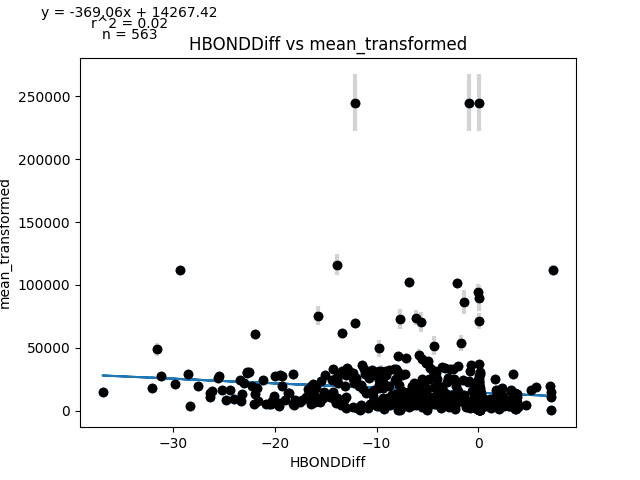 y = -369.06x + 14267.42
r^2 = 0.02
n = 563
HBONDDiff vs mean_transformed
250000
200000
150000
100000
50000
0
mean_transformed
−30
−20
−10
0
HBONDDiff